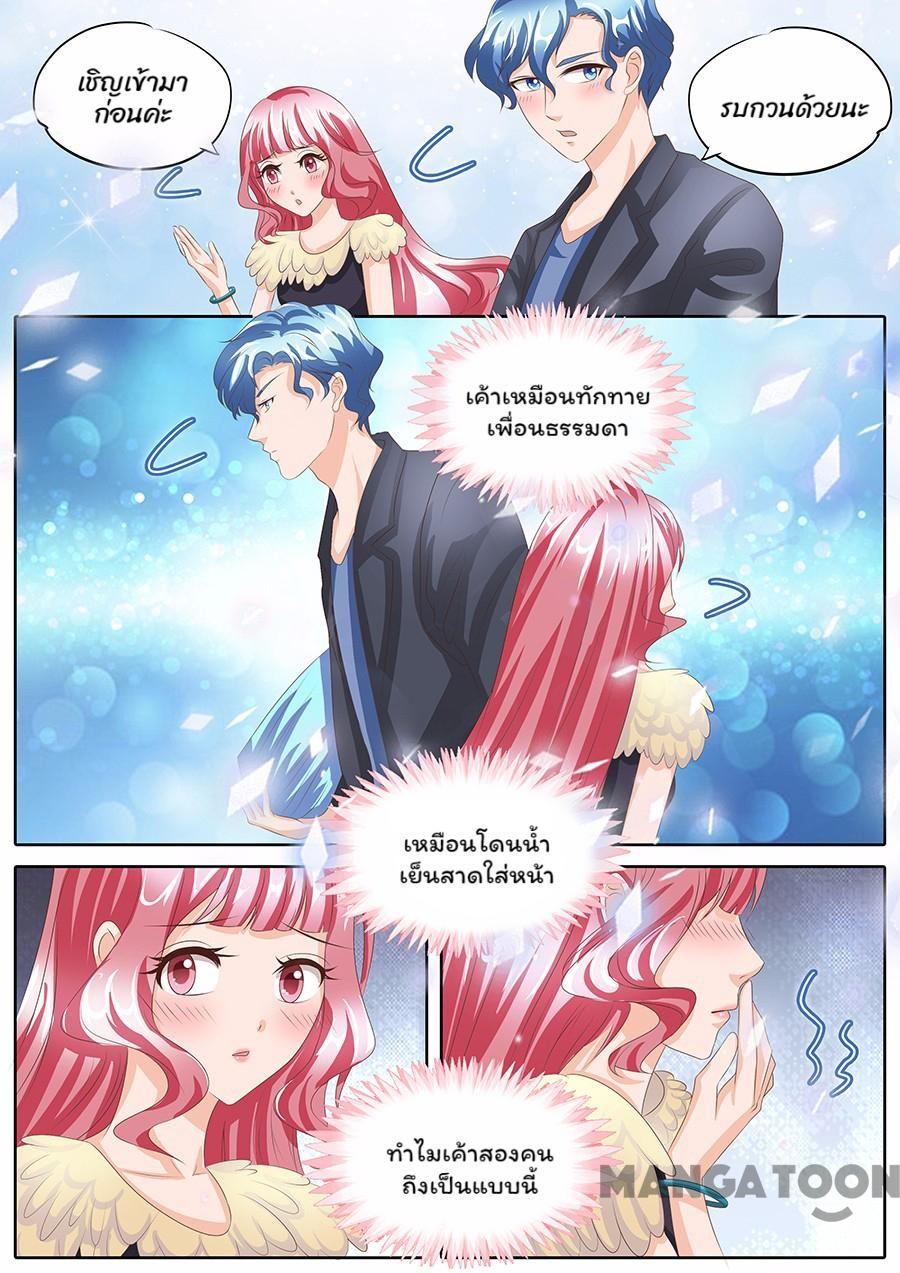 เชิญเข้ามา
ก่อนค่ะ
รบกวนด้วยนะ
เค้าเหมือนทักทาย
เพื่อนธรรมดา
เหมือนโดนน้ำ
เย็นสาดใส่หน้า
ทำไมเค้าสองคน
ถึงเป็นแบบนี้
MANGATOON